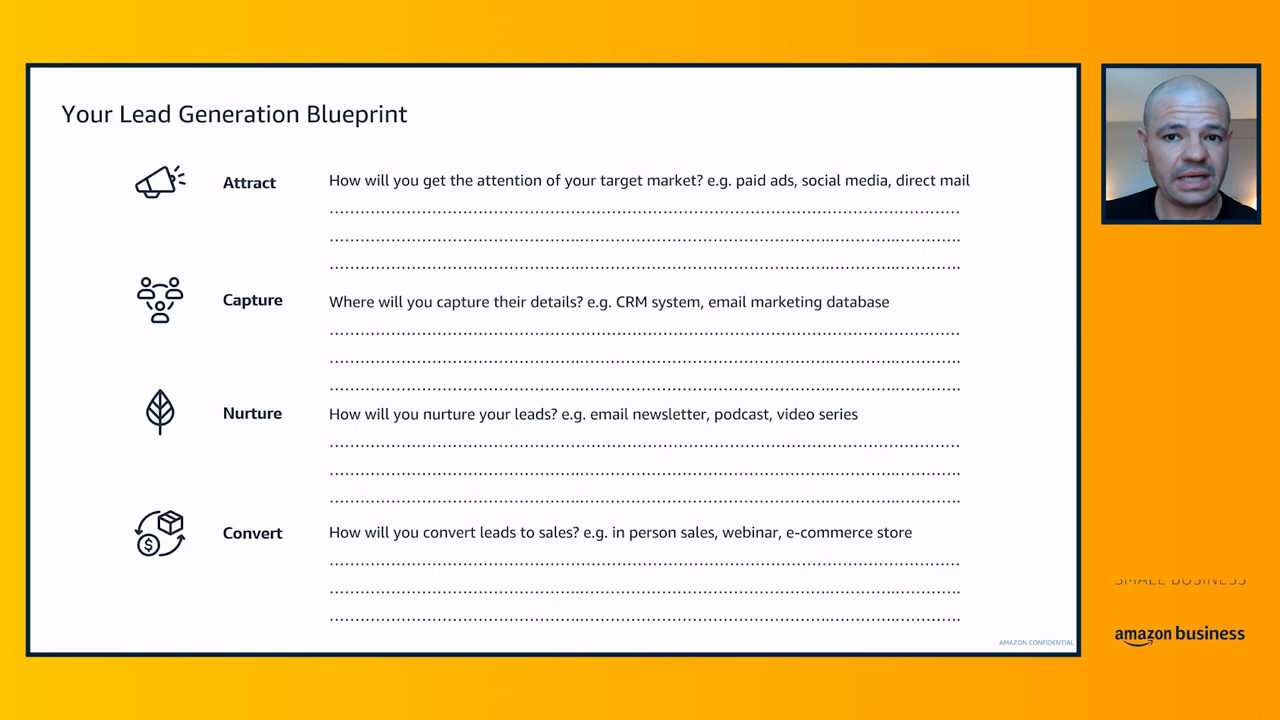 Your Lead Generation Blueprint
Attract
How will you get the attention of your target market? e.g. paid ads, social media, direct mail
Capture
Where will you capture their details? e.g. CRM system, email marketing database
Nurture
How will you nurture your leads? e.g. email newsletter, podcast, video series
Convert
How will you convert leads to sales? e.g. in person sales, webinar, e-commerce store
$
AMAZON CONFIDENTIAL
SMALL BUSINESS
amazon business